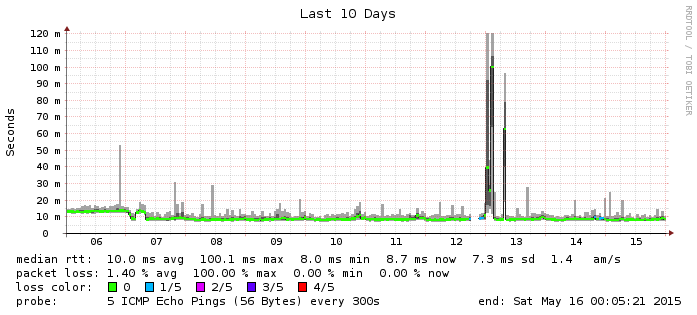 Last 10 Days
RRDTOOL / TOBI OETIKER
Seconds
120 m
110 m
100 m
90 m
80 m
70 m
60 m
50 m
40 m
30 m
20 m
10 m
0
06 07 08 09 10 11 12 13 14 15
median rtt: 10.0 ms avg 100.1 ms max 8.0 ms min 8.7 ms now 7.3 ms sd 1.4 am/s
packet loss: 1.40 % avg 100.00 % max 0.00 % min 0.00 % now
loss color: 0 1/5 2/5 3/5 4/5
probe: 5 ICMP Echo Pings (56 Bytes) every 300s end: Sat May 16 00:05:21 2015